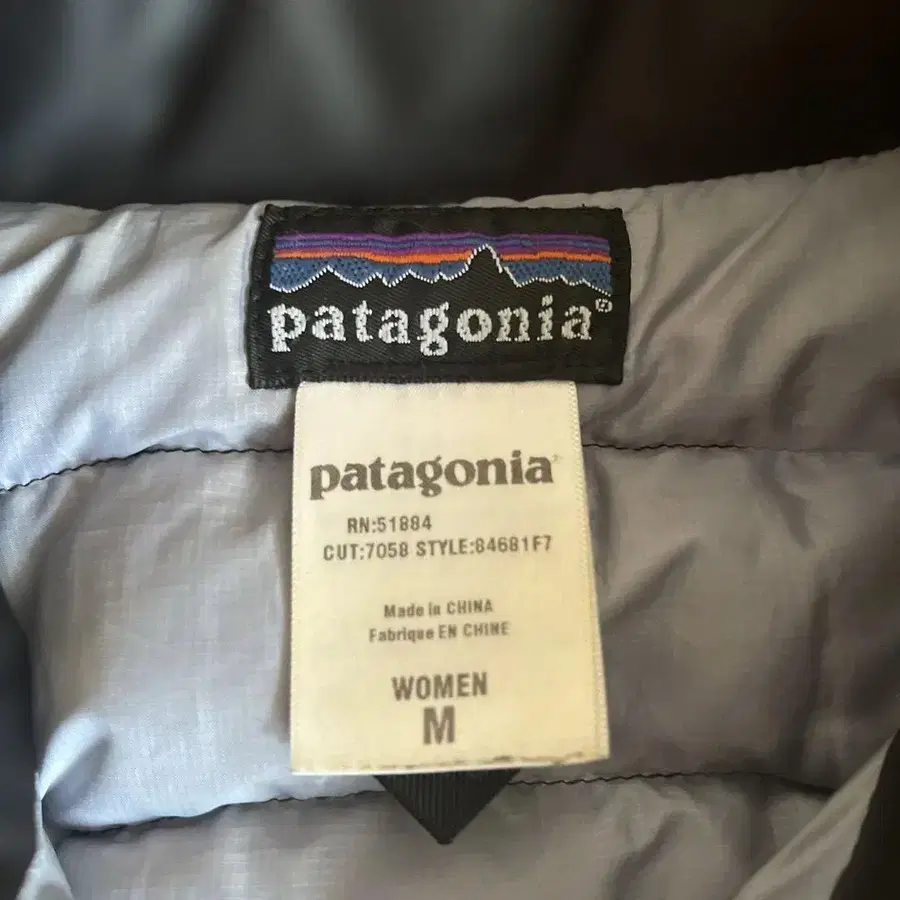 patagonia®
patagonia
RN:51884
CUT:7058 STYLE:84681F7
Made in CHINA
Fabrique EN CHINE
WOMEN
M